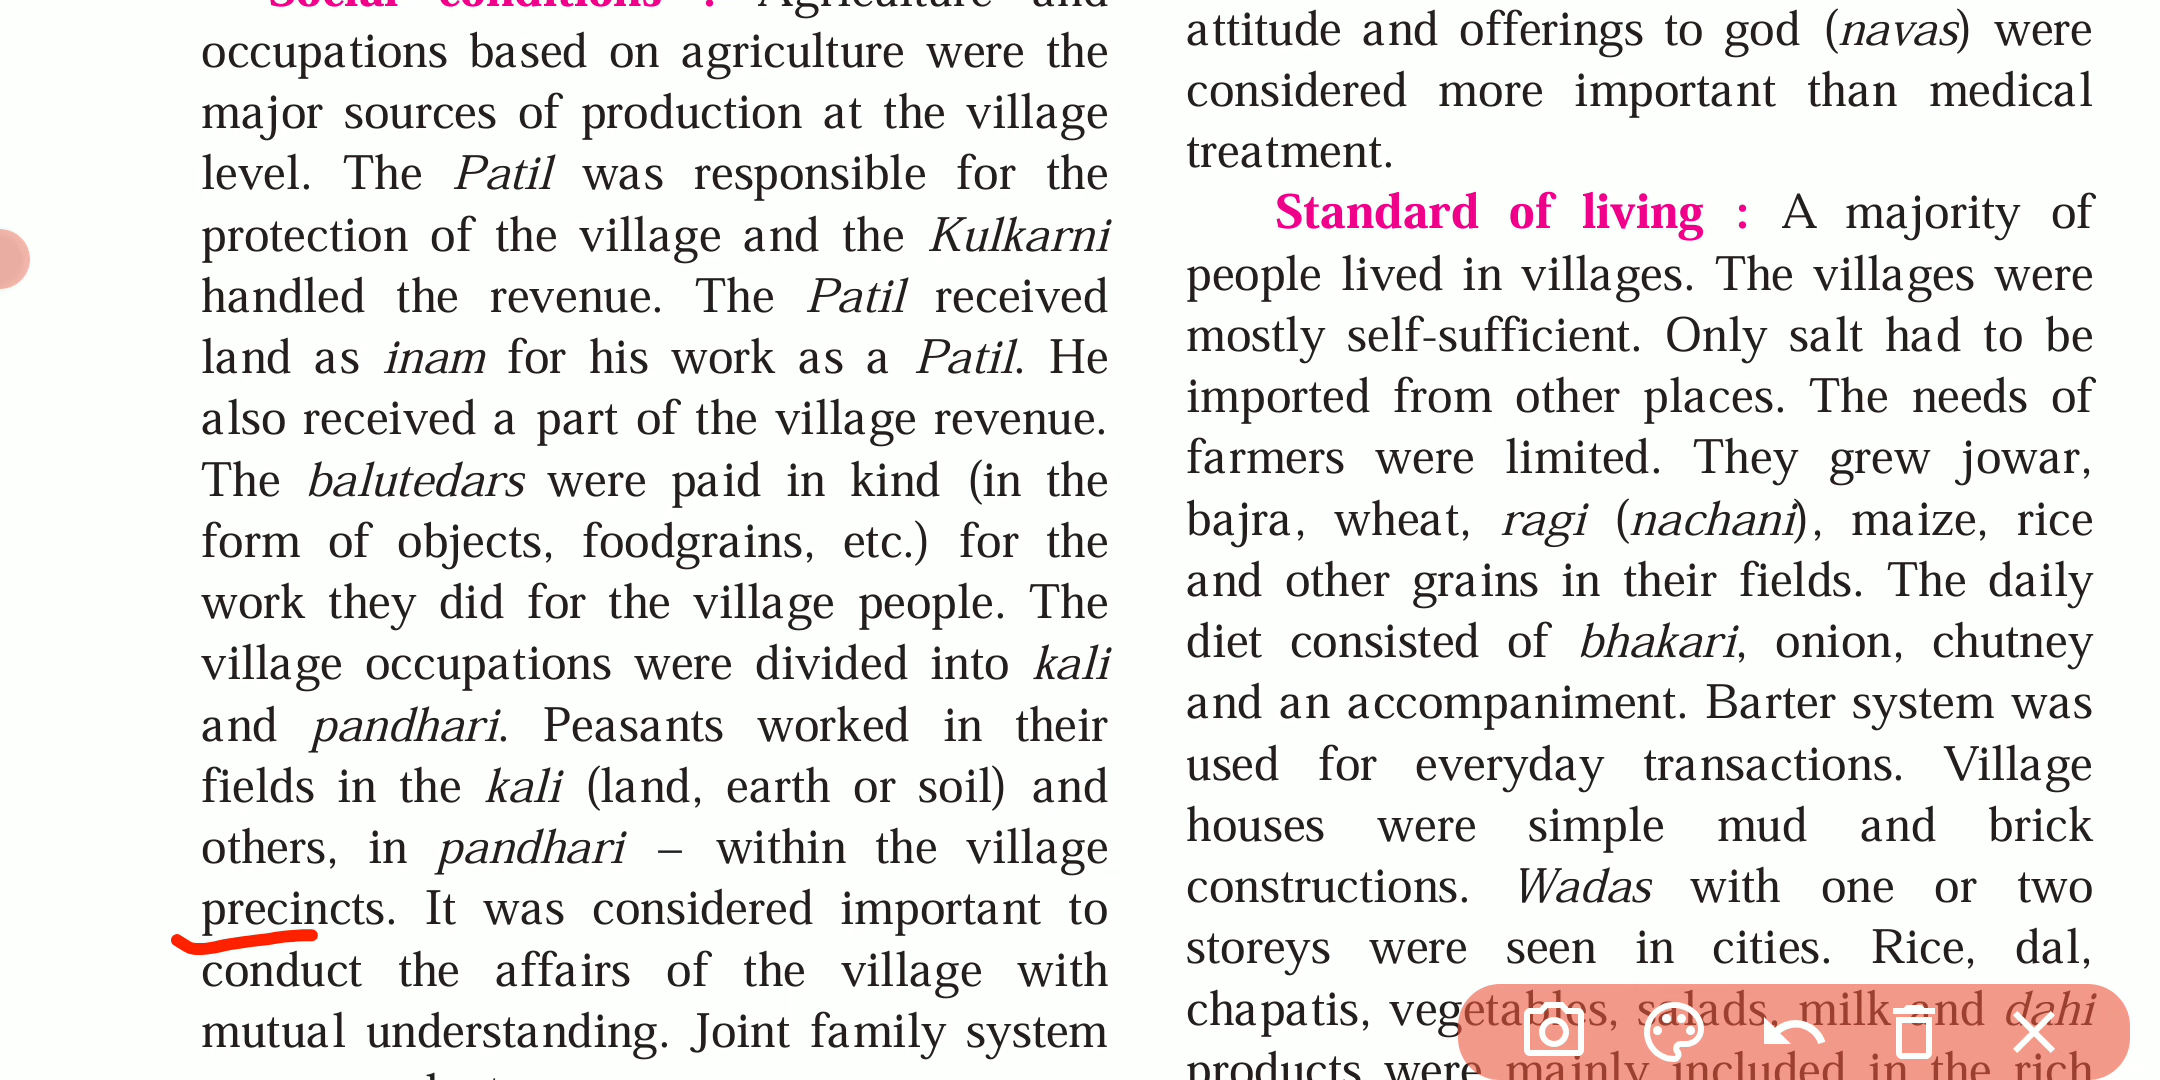 Social conditions : Agriculture and
occupations based on agriculture were the
major sources of production at the village
level. The Patil was responsible for the
protection of the village and the Kulkarni
handled the revenue. The Patil received
land as inam for his work as a Patil. He
also received a part of the village revenue.
The balutedars were paid in kind (in the
form of objects, foodgrains, etc.) for the
work they did for the village people. The
village occupations were divided into kali
and pandhari. Peasants worked in their
fields in the kali (land, earth or soil) and
others, in pandhari – within the village
precincts. It was considered important to
conduct the affairs of the village with
mutual understanding. Joint family system
attitude and offerings to god (navas) were
considered more important than medical
treatment.
Standard of living : A majority of
people lived in villages. The villages were
mostly self-sufficient. Only salt had to be
imported from other places. The needs of
farmers were limited. They grew jowar,
bajra, wheat, ragi (nachani), maize, rice
and other grains in their fields. The daily
diet consisted of bhakari, onion, chutney
and an accompaniment. Barter system was
used for everyday transactions. Village
houses were simple mud and brick
constructions. Wadas with one or two
storeys were seen in cities. Rice, dal,
chapatis, vegetables, salads, milk and dahi
products were mainly included in the rich